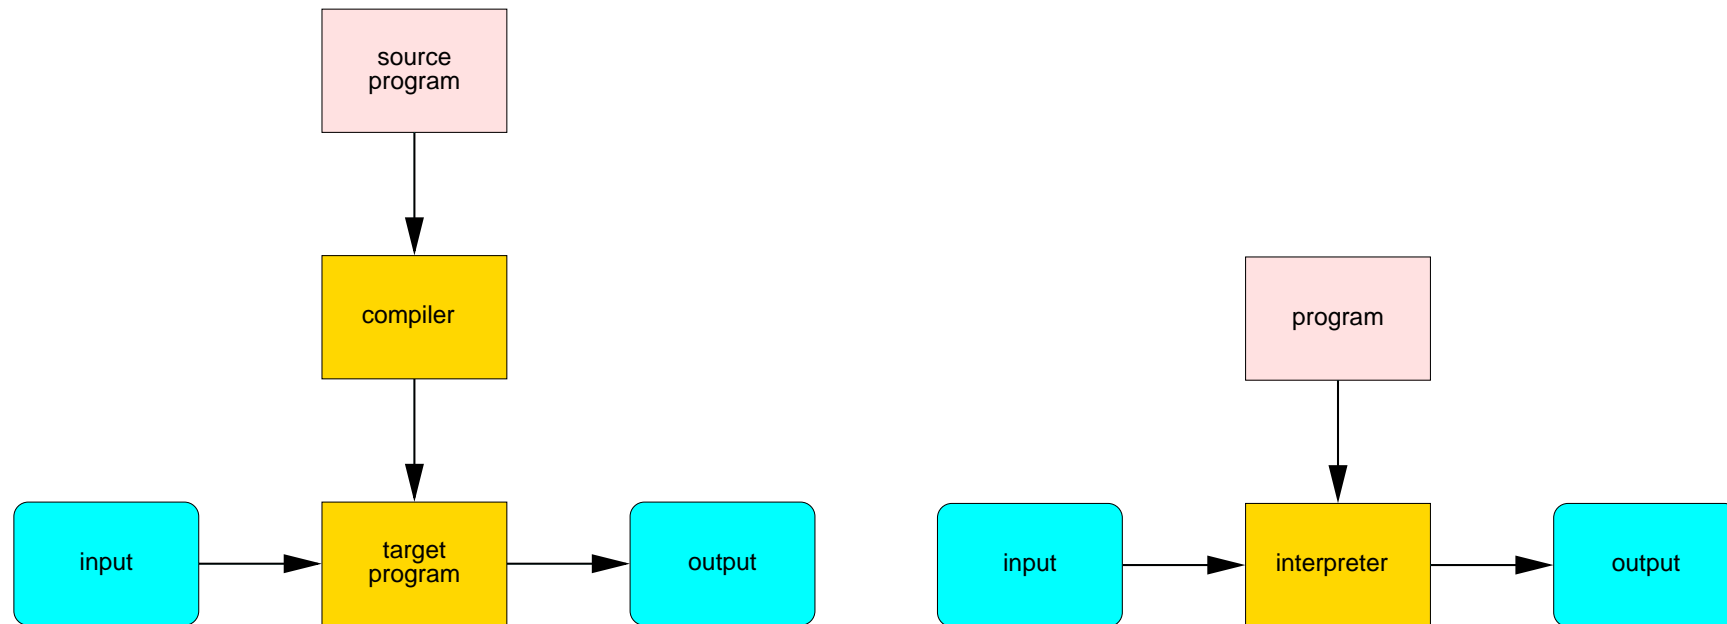 source
program
compiler
input
target
program
output
program
input
interpreter
output